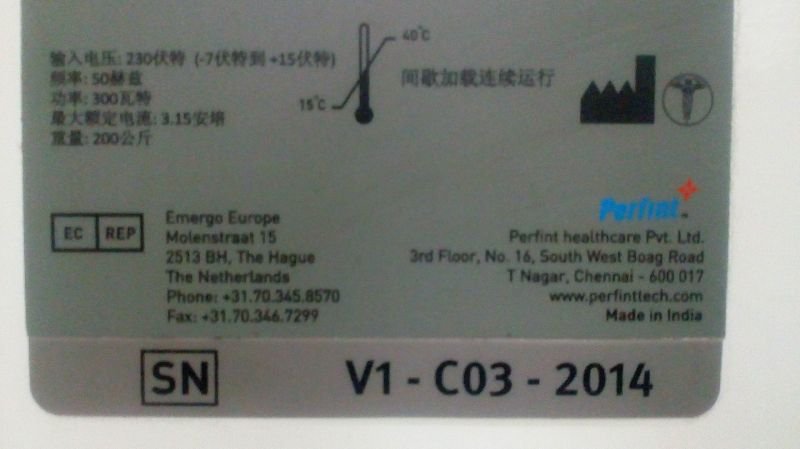 输入电压: 230伏特 (-7伏特到 +15伏特)
频率: 50赫兹
功率: 300瓦特
最大额定电流: 3.15安培
重量: 200公斤
40°C
15°C
间歇加载连续运行
EC REP
Emergo Europe
Molenstraat 15
2513 BH, The Hague
The Netherlands
Phone: +31.70.345.8570
Fax: +31.70.346.7299
Perfint™
Perfint healthcare Pvt. Ltd.
3rd Floor, No. 16, South West Boag Road
T Nagar, Chennai - 600 017
www.perfinttech.com
Made in India
SN V1 - C03 - 2014